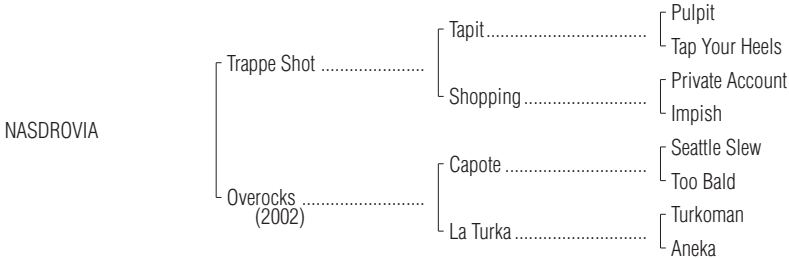 Pulpit
Tapit
Tap Your Heels
Trappe Shot
Private Account
Shopping
Impish
NASDROVIA
Seattle Slew
Capote
Too Bald
Overocks
(2002)
Turkoman
La Turka
Aneka